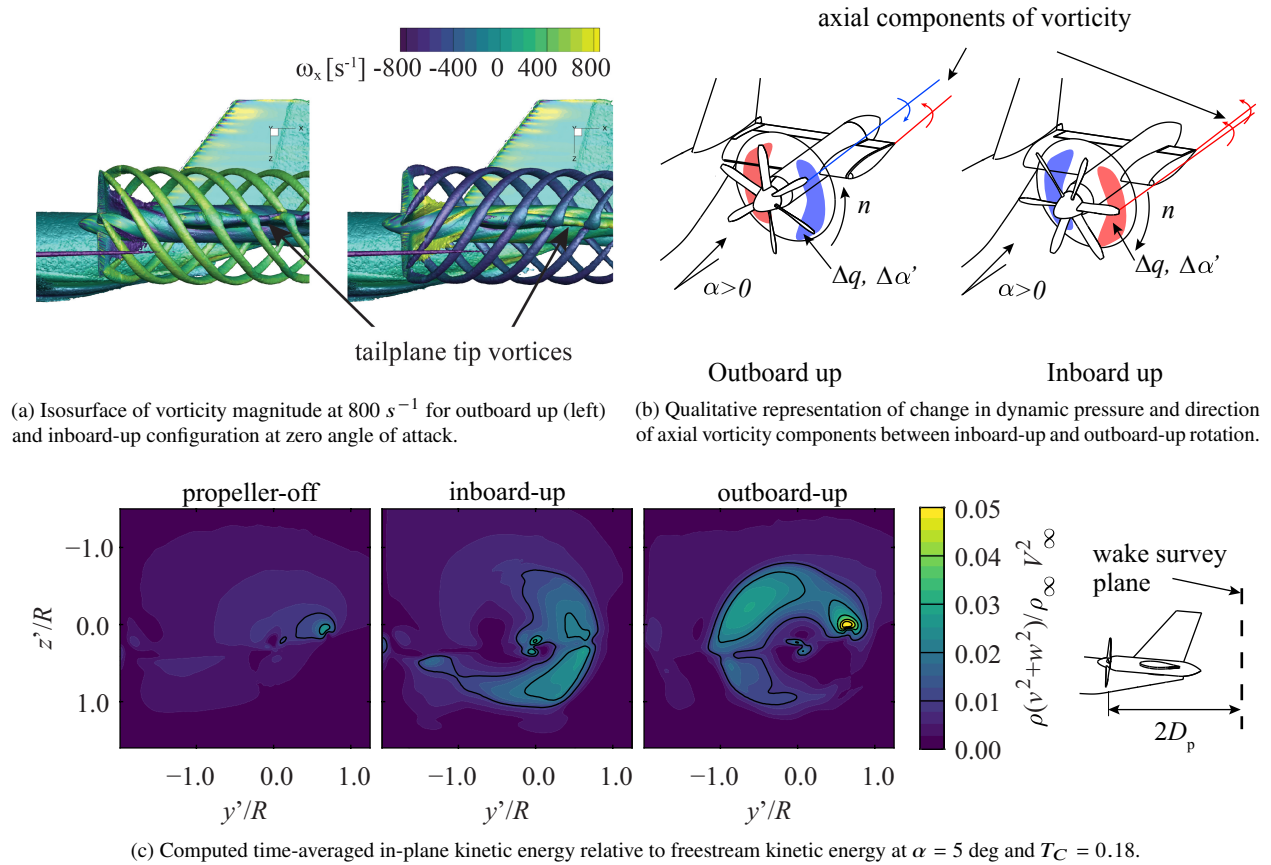 axial components of vorticity
ω_x [s⁻¹] -800 -400 0 400 800
Y X
Z
tailplane tip vortices
n
Δq, Δα'
α>0
Outboard up
n
Δq, Δα'
α>0
Inboard up
(a) Isosurface of vorticity magnitude at 800 s⁻¹ for outboard up (left)
and inboard-up configuration at zero angle of attack.
(b) Qualitative representation of change in dynamic pressure and direction
of axial vorticity components between inboard-up and outboard-up rotation.
propeller-off
inboard-up
outboard-up
−1.0
0.0
1.0
z'/R
−1.0 0.0 1.0
y'/R
−1.0 0.0 1.0
y'/R
−1.0 0.0 1.0
y'/R
0.05
0.04
0.03
0.02
0.01
0.00
ρ(v²+w²)/ρ∞ V²∞
wake survey
plane
2D_p
(c) Computed time-averaged in-plane kinetic energy relative to freestream kinetic energy at α = 5 deg and T_C = 0.18.